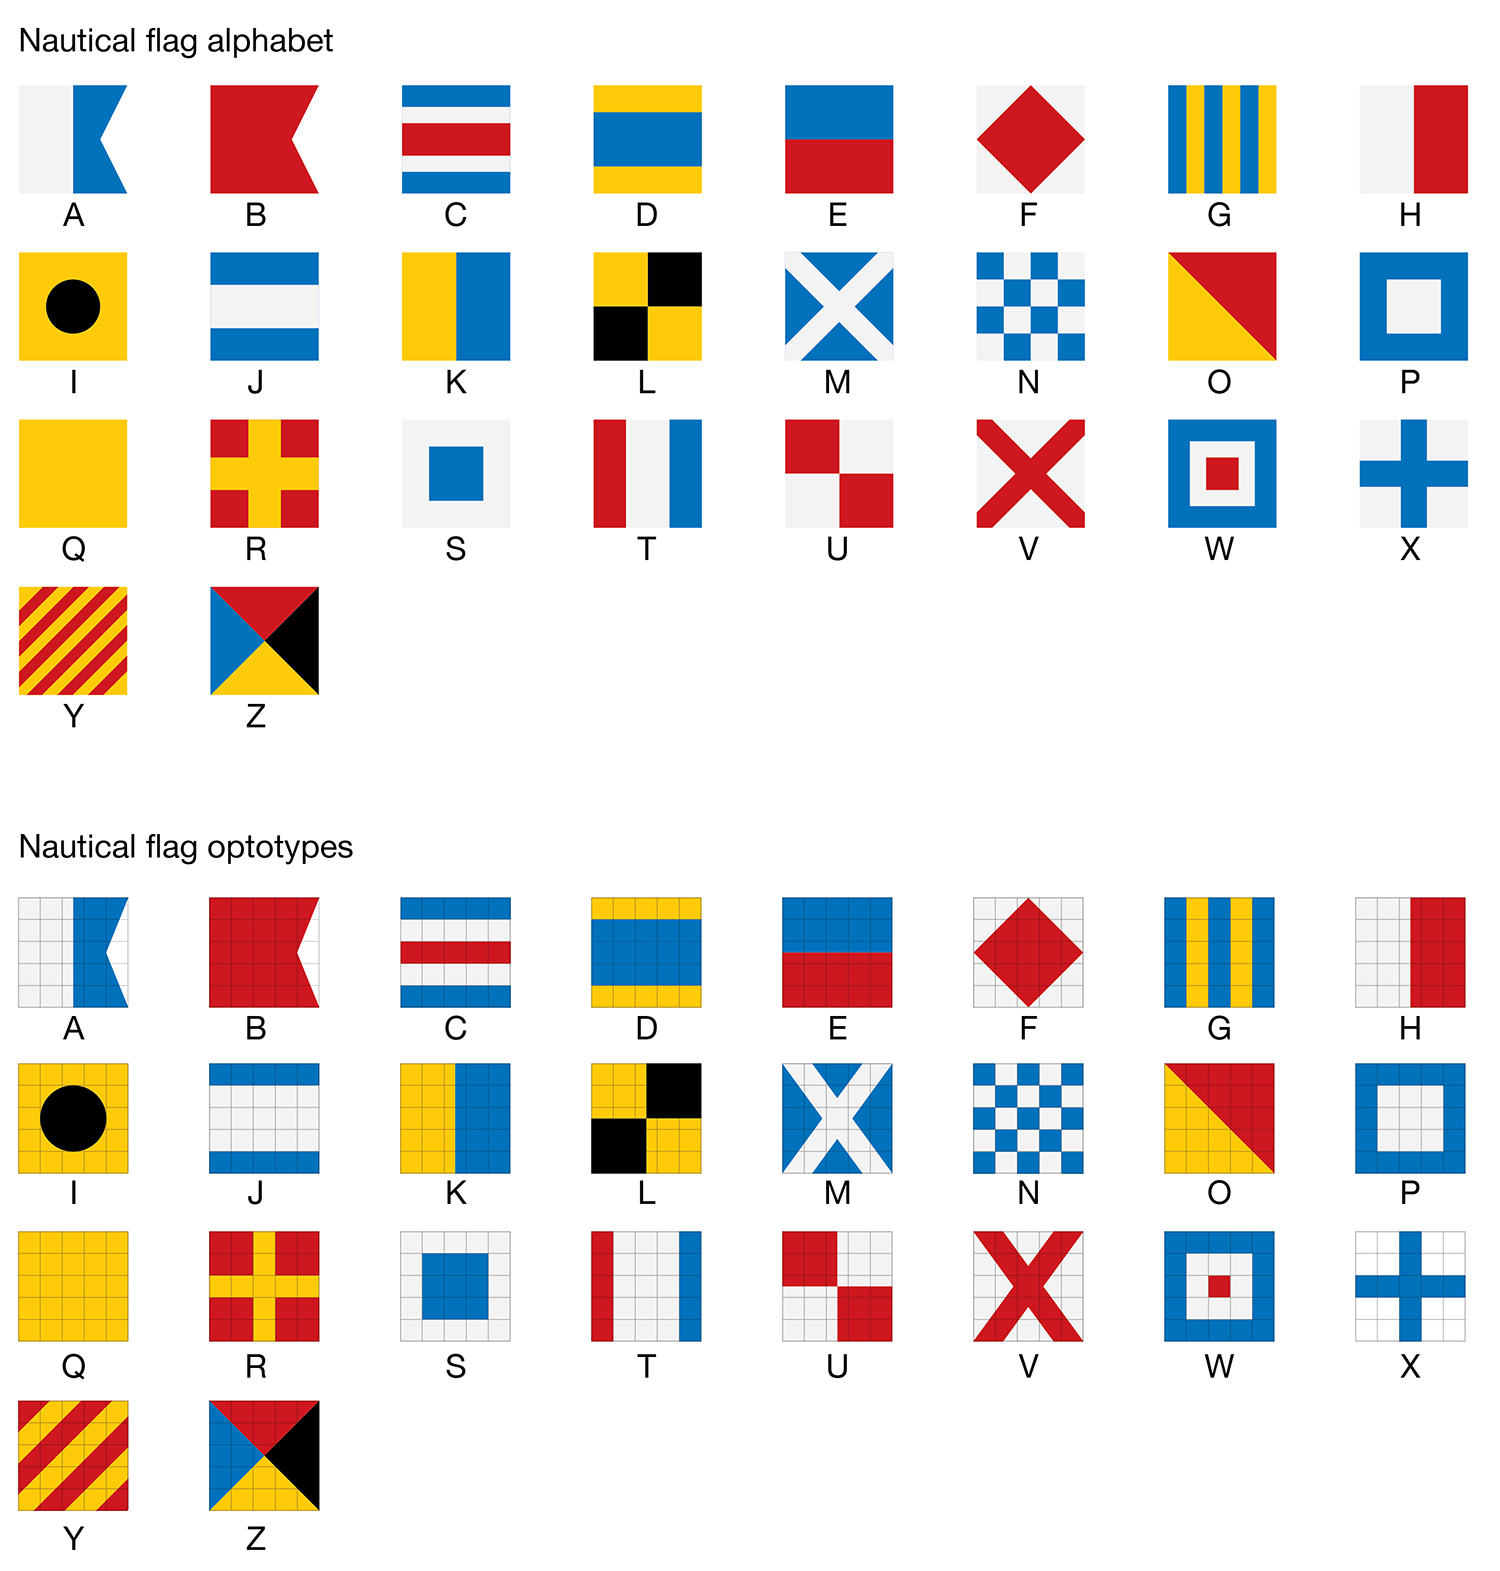 Nautical flag alphabet
A B C D E F G H
I J K L M N O P
Q R S T U V W X
Y Z
Nautical flag optotypes
A B C D E F G H
I J K L M N O P
Q R S T U V W X
Y Z